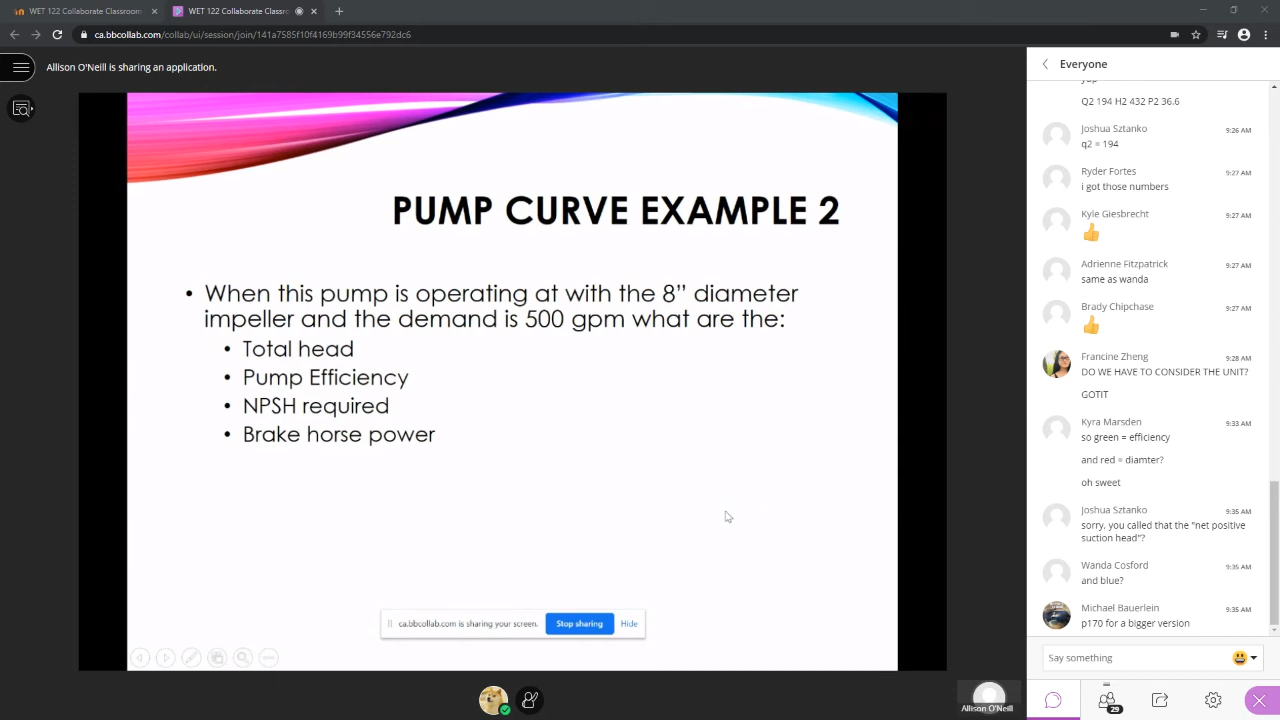 WET 122 Collaborate Classroom
WET 122 Collaborate Classro
ca.bbcollab.com/collab/ui/session/join/141a7585f10f4169b99f34556e792dc6
Allison O'Neill is sharing an application.
PUMP CURVE EXAMPLE 2
• When this pump is operating at with the 8” diameter
impeller and the demand is 500 gpm what are the:
• Total head
• Pump Efficiency
• NPSH required
• Brake horse power
ca.bbcollab.com is sharing your screen.
Stop sharing
Hide
Allison O'Neill
Everyone
Q2 194 H2 432 P2 36.6
Joshua Sztanko 9:26 AM
q2 = 194
Ryder Fortes 9:27 AM
i got those numbers
Kyle Giesbrecht 9:27 AM
Adrienne Fitzpatrick 9:27 AM
same as wanda
Brady Chipchase 9:27 AM
Francine Zheng 9:28 AM
DO WE HAVE TO CONSIDER THE UNIT?
GOTIT
Kyra Marsden 9:33 AM
so green = efficiency
and red = diamter?
oh sweet
Joshua Sztanko 9:35 AM
sorry, you called that the "net positive
suction head"?
Wanda Cosford 9:35 AM
and blue?
Michael Bauerlein 9:35 AM
p170 for a bigger version
Say something
29